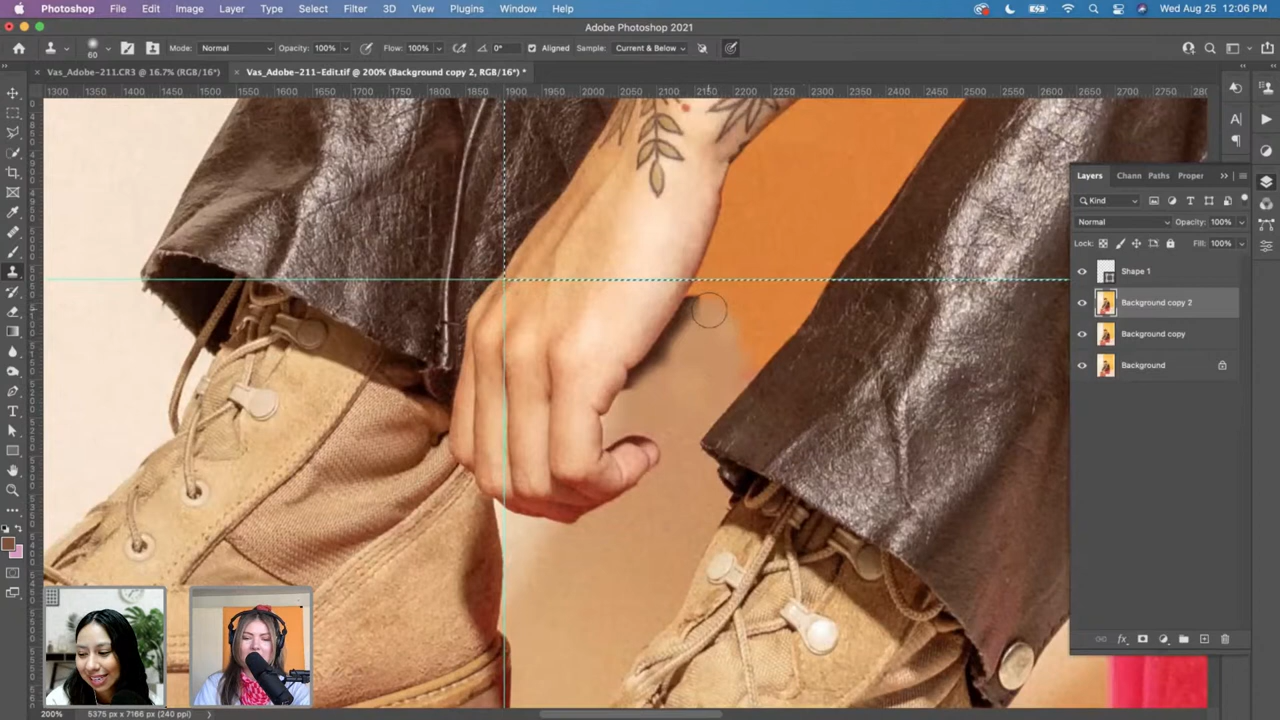 Photoshop File Edit Image Layer Type Select Filter 3D View Plugins Window Help Wed Aug 25 12:06 PM
Adobe Photoshop 2021
60 Mode: Normal Opacity: 100% Flow: 100% 0° Aligned Sample: Current & Below
Vas_Adobe-211.CR3 @ 16.7% (RGB/16*) Vas_Adobe-211-Edit.tif @ 200% (Background copy 2, RGB/16*) *
1300 1350 1400 1450 1500 1550 1600 1650 1700 1750 1800 1850 1900 1950 2000 2050 2100 2150 2200 2250 2300 2350 2400 2450 2500 2550 2600 2650 2700 2750 280
Layers Chann Paths Proper
Kind
Normal Opacity: 100%
Lock: Fill: 100%
Shape 1
Background copy 2
Background copy
Background
fx
200% 5375 px x 7166 px (240 ppi)